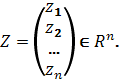 Z = (z₁
z₂
...
zₙ) ∈ Rⁿ.